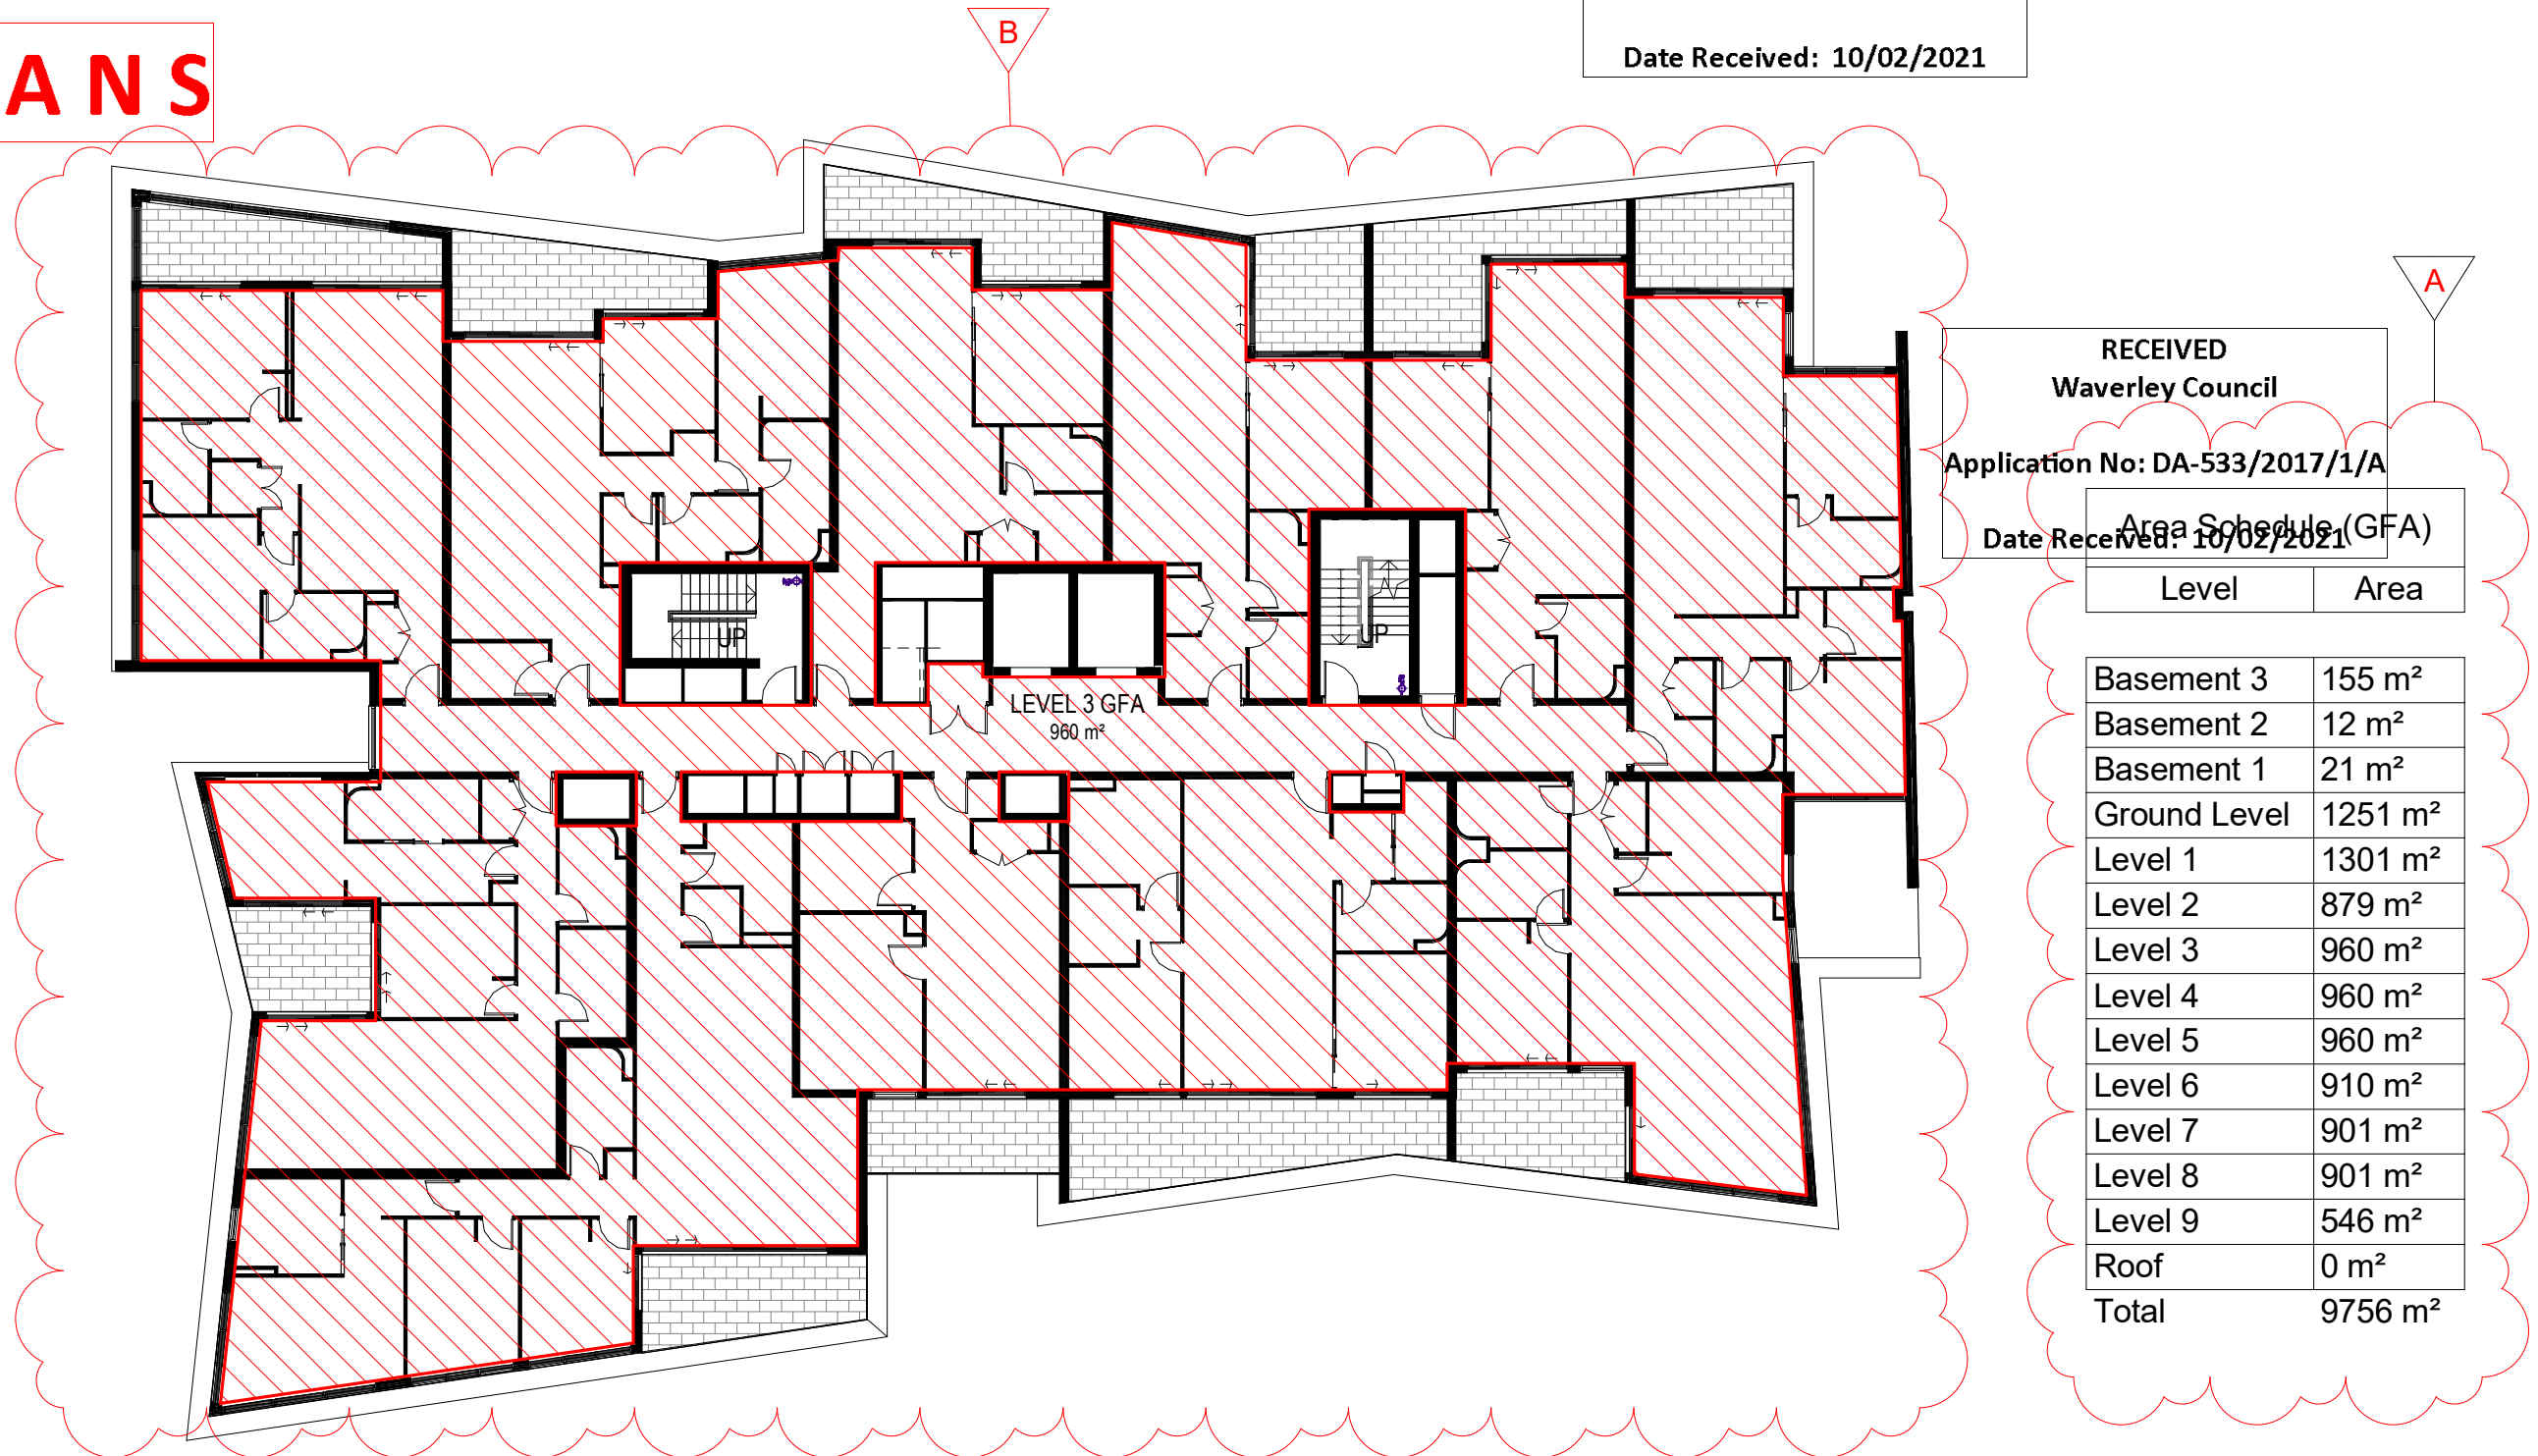 A N S
B
Date Received: 10/02/2021
A
RECEIVED
Waverley Council
Application No: DA-533/2017/1/A
Date Received: 10/02/2021
UP
UP
LEVEL 3 GFA
960 m²
Area Schedule (GFA)
Level Area
Basement 3 155 m²
Basement 2 12 m²
Basement 1 21 m²
Ground Level 1251 m²
Level 1 1301 m²
Level 2 879 m²
Level 3 960 m²
Level 4 960 m²
Level 5 960 m²
Level 6 910 m²
Level 7 901 m²
Level 8 901 m²
Level 9 546 m²
Roof 0 m²
Total 9756 m²